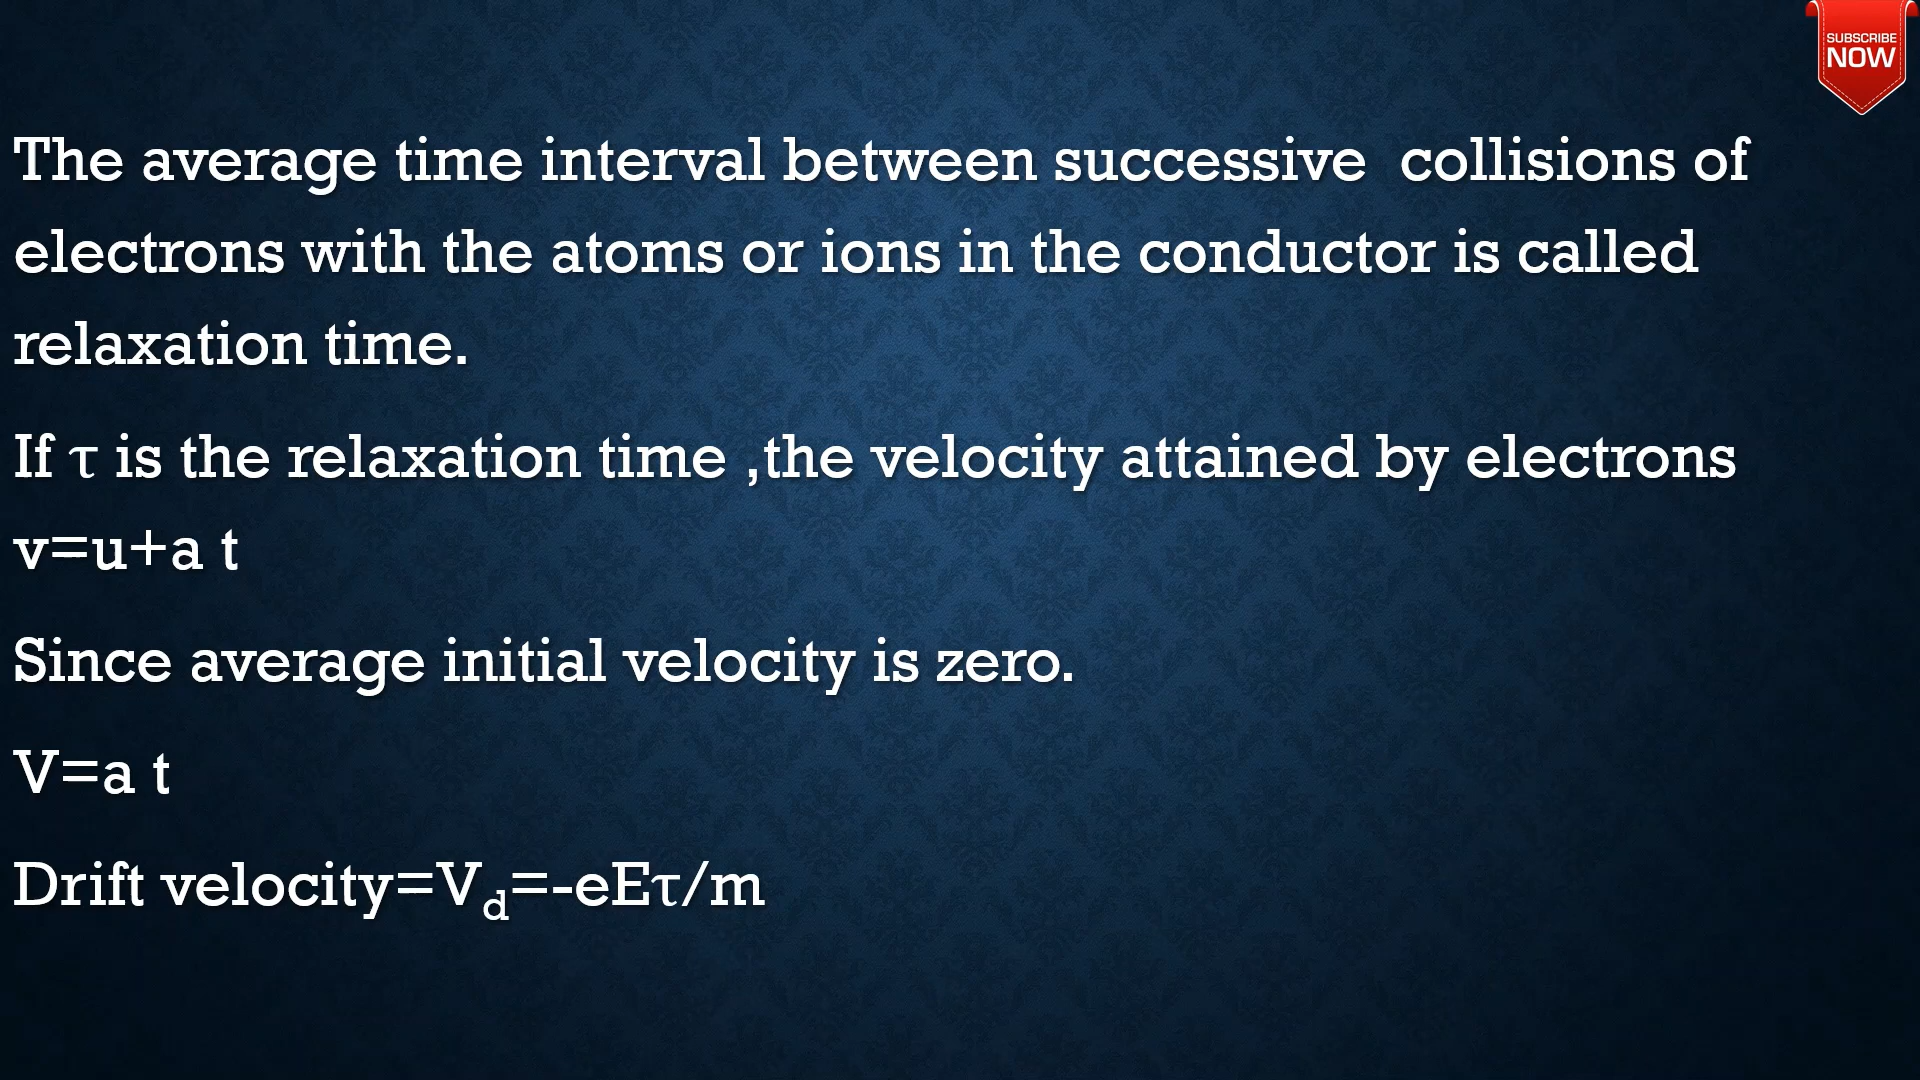 SUBSCRIBE
NOW
The average time interval between successive  collisions of
electrons with the atoms or ions in the conductor is called
relaxation time.
If τ is the relaxation time ,the velocity attained by electrons
v=u+a t
Since average initial velocity is zero.
V=a t
Drift velocity=V_d=-eEτ/m